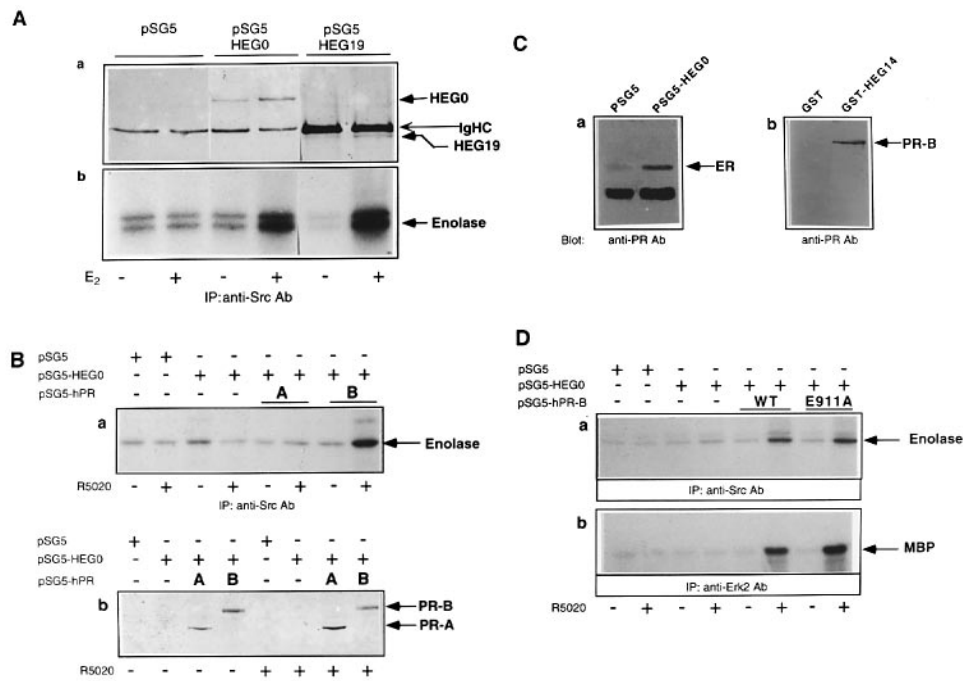 A
pSG5
pSG5
HEG0
pSG5
HEG19
a
HEG0
IgHC
HEG19
b
Enolase
E2 - + - + - +
IP:anti-Src Ab
C
PSG5
PSG5-HEG0
a
ER
Blot: anti-PR Ab
GST
GST-HEG14
b
PR-B
anti-PR Ab
B
pSG5 + + - - - - - -
pSG5-HEG0 - - + + + + + +
pSG5-hPR - - - - A B
a
Enolase
R5020 - + - + - + - +
IP: anti-Src Ab
pSG5 + - - - + - - -
pSG5-HEG0 - + + + - + + +
pSG5-hPR - - A B - - A B
b
PR-B
PR-A
R5020 - - - - + + + +
D
pSG5 + + - - - - - -
pSG5-HEG0 - - + + + + + +
pSG5-hPR-B - - - - WT E911A
a
Enolase
IP: anti-Src Ab
b
MBP
IP: anti-Erk2 Ab
R5020 - + - + - + - +